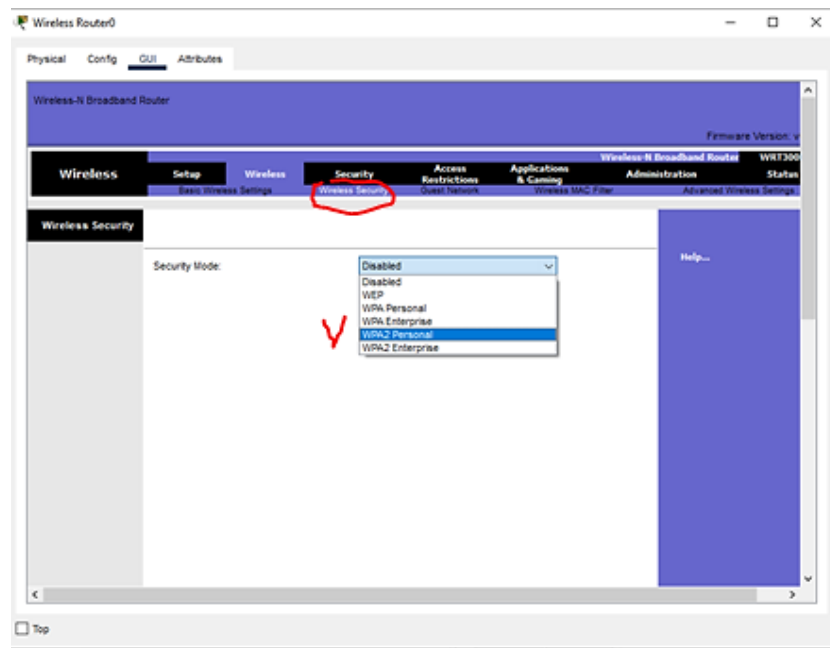 Wireless Router0
Physical Config GUI Attributes
Wireless-N Broadband Router
Firmware Version: v
Wireless-N Broadband Router WRT300
Wireless Setup Wireless Security Access Restrictions Applications & Gaming Administration Status
Basic Wireless Settings Wireless Security Guest Network Wireless MAC Filter Advanced Wireless Settings
Wireless Security
Help...
Security Mode: Disabled
Disabled
WEP
WPA Personal
WPA Enterprise
WPA2 Personal
WPA2 Enterprise
Top